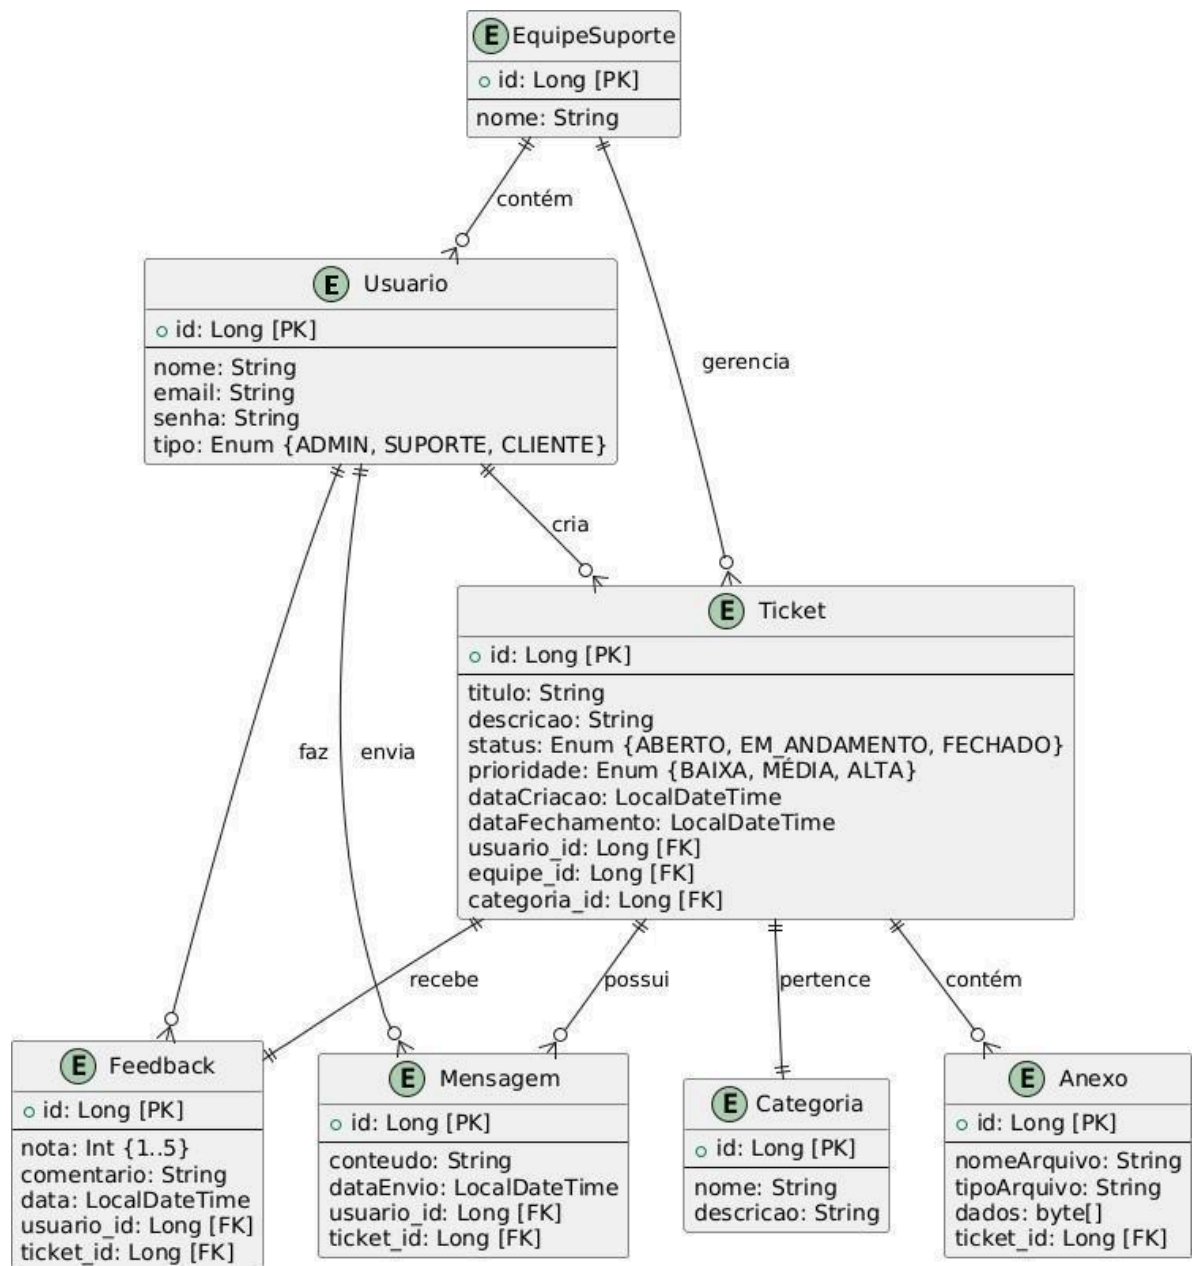 E EquipeSuporte
id: Long [PK]
nome: String
contém
gerencia
E Usuario
id: Long [PK]
nome: String
email: String
senha: String
tipo: Enum {ADMIN, SUPORTE, CLIENTE}
cria
faz
envia
E Ticket
id: Long [PK]
titulo: String
descricao: String
status: Enum {ABERTO, EM_ANDAMENTO, FECHADO}
prioridade: Enum {BAIXA, MÉDIA, ALTA}
dataCriacao: LocalDateTime
dataFechamento: LocalDateTime
usuario_id: Long [FK]
equipe_id: Long [FK]
categoria_id: Long [FK]
recebe
possui
pertence
contém
E Feedback
id: Long [PK]
nota: Int {1..5}
comentario: String
data: LocalDateTime
usuario_id: Long [FK]
ticket_id: Long [FK]
E Mensagem
id: Long [PK]
conteudo: String
dataEnvio: LocalDateTime
usuario_id: Long [FK]
ticket_id: Long [FK]
E Categoria
id: Long [PK]
nome: String
descricao: String
E Anexo
id: Long [PK]
nomeArquivo: String
tipoArquivo: String
dados: byte[]
ticket_id: Long [FK]